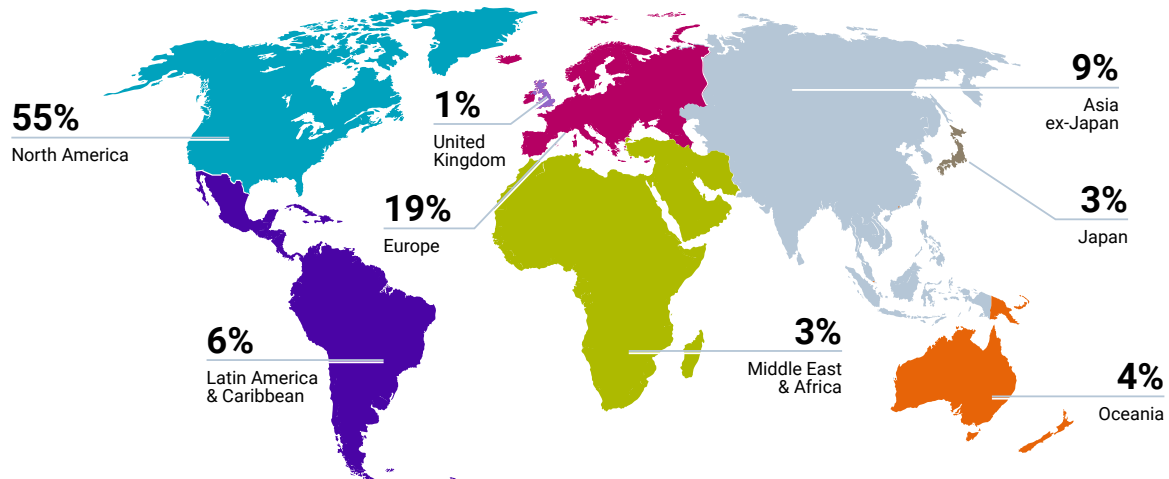 55%
North America
1%
United
Kingdom
19%
Europe
9%
Asia
ex-Japan
3%
Japan
6%
Latin America
& Caribbean
3%
Middle East
& Africa
4%
Oceania